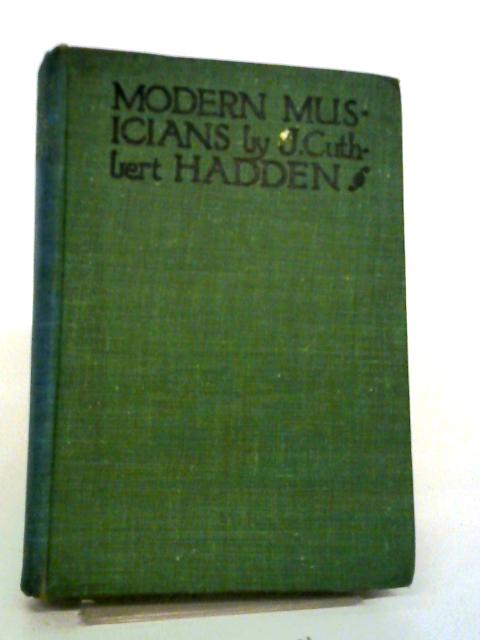 MODERN MUS-
ICIANS by J.Cuth-
bert HADDEN